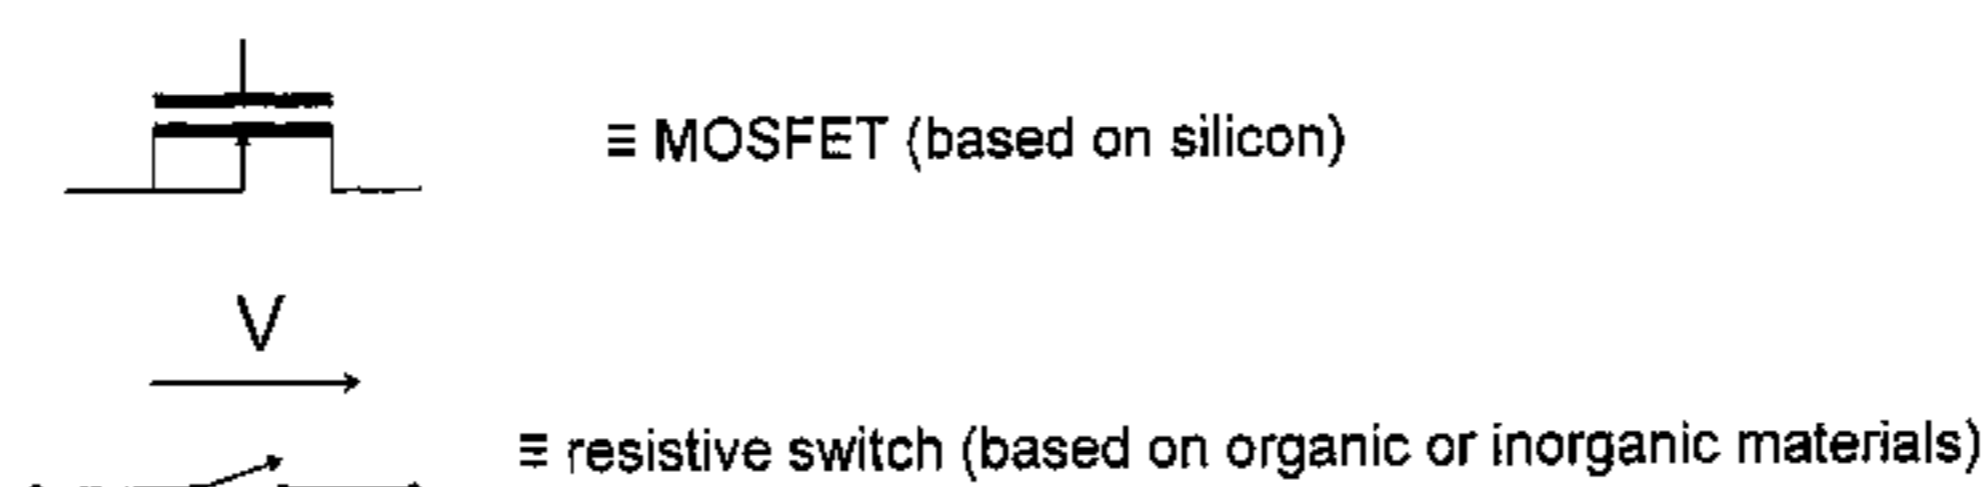 ≡ MOSFET (based on silicon)
V
≡ resistive switch (based on organic or inorganic materials)